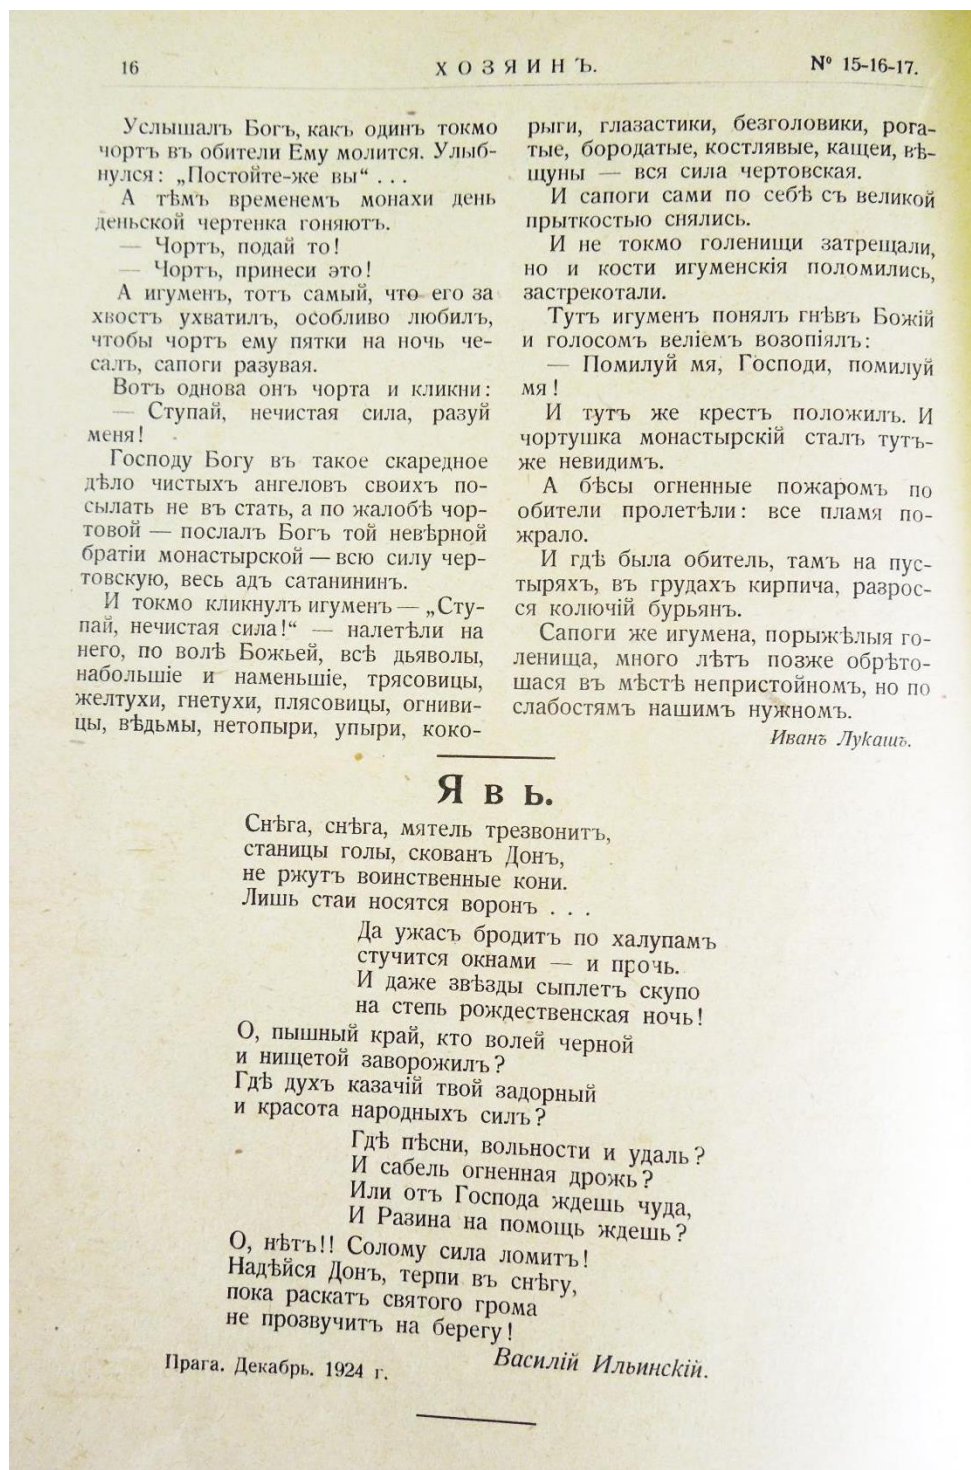 16
ХОЗЯИНЪ.
№ 15-16-17.
Услышалъ Богъ, какъ одинъ токмо
чортъ въ обители Ему молится. Улыб-
нулся: „Постойте-же вы“ . . .
А тѣмъ временемъ монахи день
деньской чертенка гоняютъ.
— Чортъ, подай то!
— Чортъ, принеси это!
А игуменъ, тотъ самый, что его за
хвостъ ухватилъ, особливо любилъ,
чтобы чортъ ему пятки на ночь че-
салъ, сапоги разувая.
Вотъ однова онъ чорта и кликни:
— Ступай, нечистая сила, разуй
меня!
Господу Богу въ такое скаредное
дѣло чистыхъ ангеловъ своихъ по-
сылать не въ стать, а по жалобѣ чор-
товой — послалъ Богъ той невѣрной
братіи монастырской — всю силу чер-
товскую, весь адъ сатанининъ.
И токмо кликнулъ игуменъ — „Сту-
пай, нечистая сила!“ — налетѣли на
него, по волѣ Божьей, всѣ дьяволы,
набольшіе и наменьшіе, трясовицы,
желтухи, гнетухи, плясовицы, огниви-
цы, вѣдьмы, нетопыри, упыри, коко-
рыги, глазастики, безголовики, рога-
тые, бородатые, костлявые, кащеи, вѣ-
щуны — вся сила чертовская.
И сапоги сами по себѣ съ великой
прыткостью снялись.
И не токмо голенищи затрещали,
но и кости игуменскія поломились,
застрекотали.
Тутъ игуменъ понялъ гнѣвъ Божій
и голосомъ веліемъ возопіялъ:
— Помилуй мя, Господи, помилуй
мя!
И тутъ же крестъ положилъ. И
чортушка монастырскій сталъ тутъ-
же невидимъ.
А бѣсы огненные пожаромъ по
обители пролетѣли: все пламя по-
жрало.
И гдѣ была обитель, тамъ на пус-
тыряхъ, въ грудахъ кирпича, разрос-
ся колючій бурьянъ.
Сапоги же игумена, порыжѣлыя го-
ленища, много лѣтъ позже обрѣто-
шася въ мѣстѣ непристойномъ, но по
слабостямъ нашимъ нужномъ.
Иванъ Лукашъ.
Явь.
Снѣга, снѣга, мятель трезвонитъ,
станицы голы, скованъ Донъ,
не ржутъ воинственные кони.
Лишь стаи носятся воронъ . . .
Да ужасъ бродитъ по халупамъ
стучится окнами — и прочь.
И даже звѣзды сыплетъ скупо
на степь рождественская ночь!
О, пышный край, кто волей черной
и нищетой заворожилъ?
Гдѣ духъ казачій твой задорный
и красота народныхъ силъ?
Гдѣ пѣсни, вольности и удаль?
И сабель огненная дрожь?
Или отъ Господа ждешь чуда,
И Разина на помощь ждешь?
О, нѣтъ!! Солому сила ломитъ!
Надѣйся Донъ, терпи въ снѣгу,
пока раскатъ святого грома
не прозвучитъ на берегу!
Василій Ильинскій.
Прага. Декабрь. 1924 г.